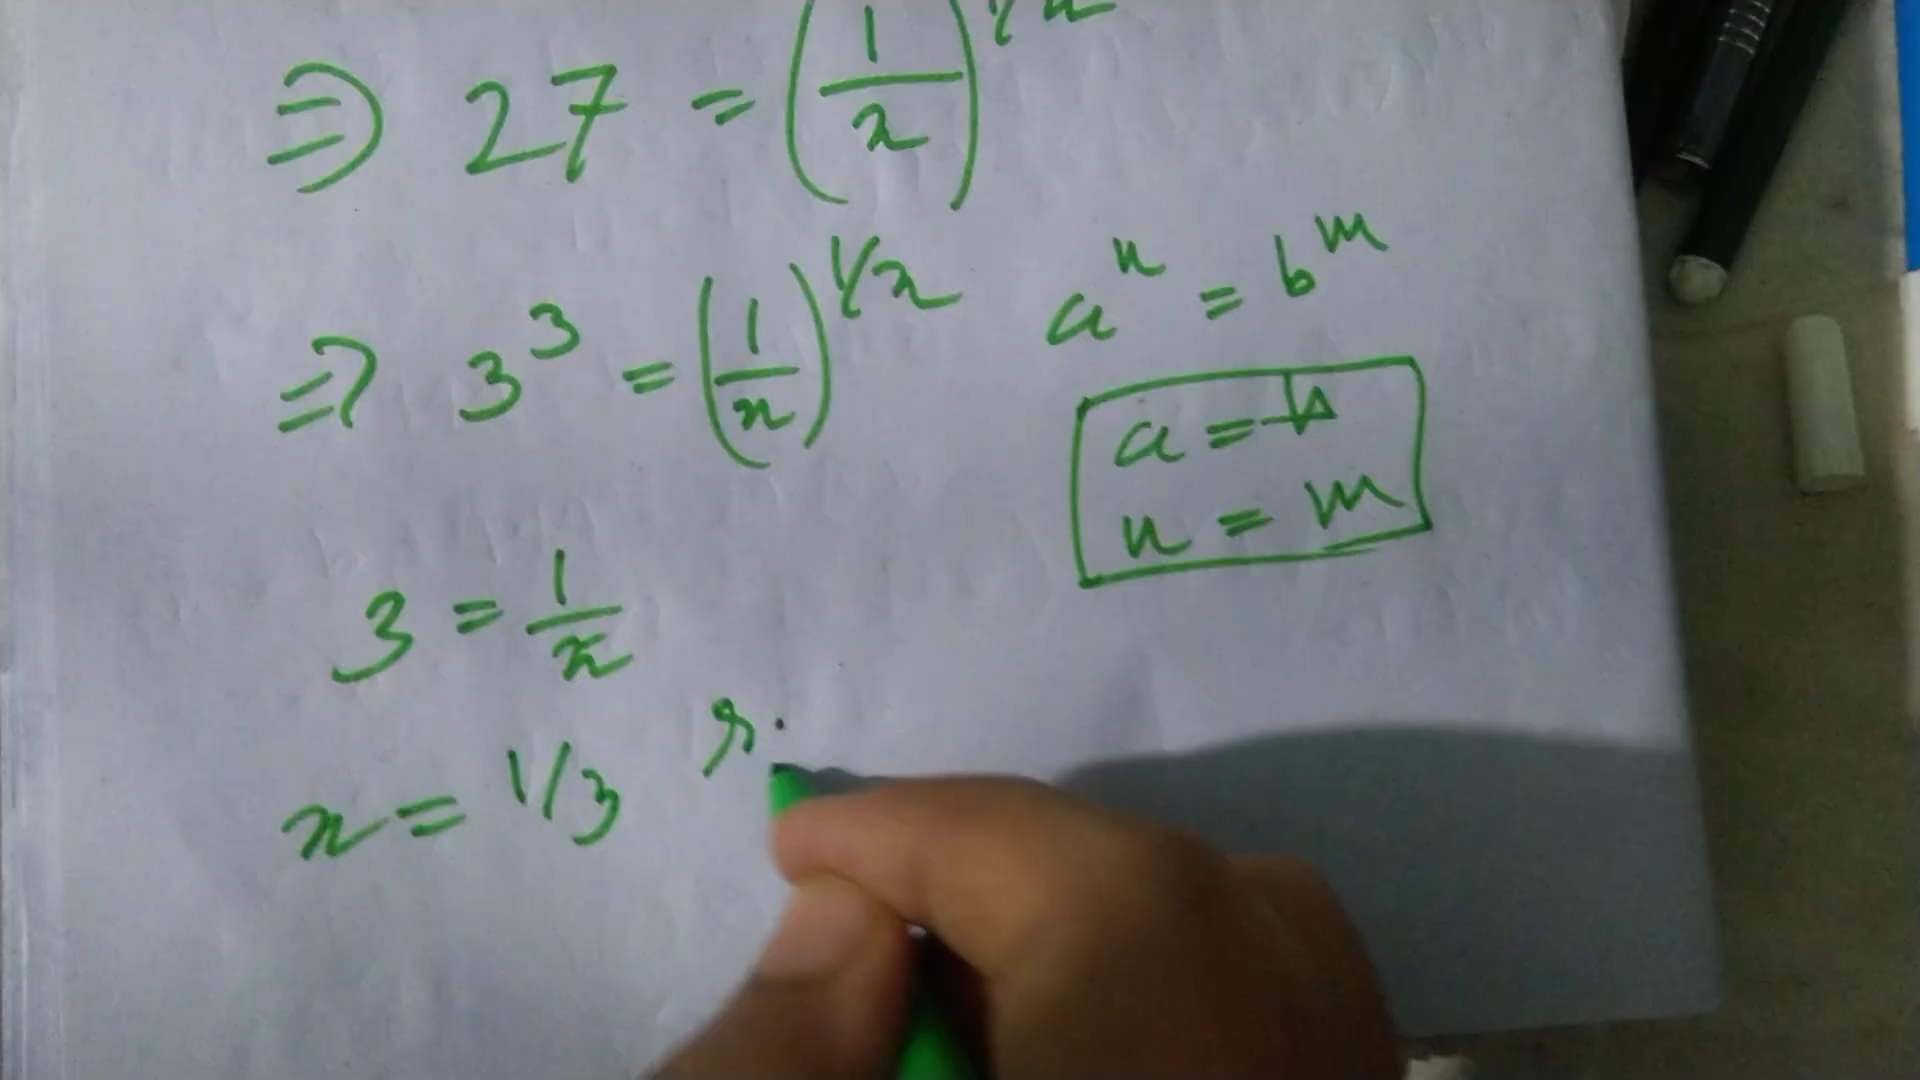 ⇒ 27 = (1/x)^1/x
⇒ 3^3 = (1/x)^1/x
a^n = b^m
a = b
n = m
3 = 1/x
x = 1/3